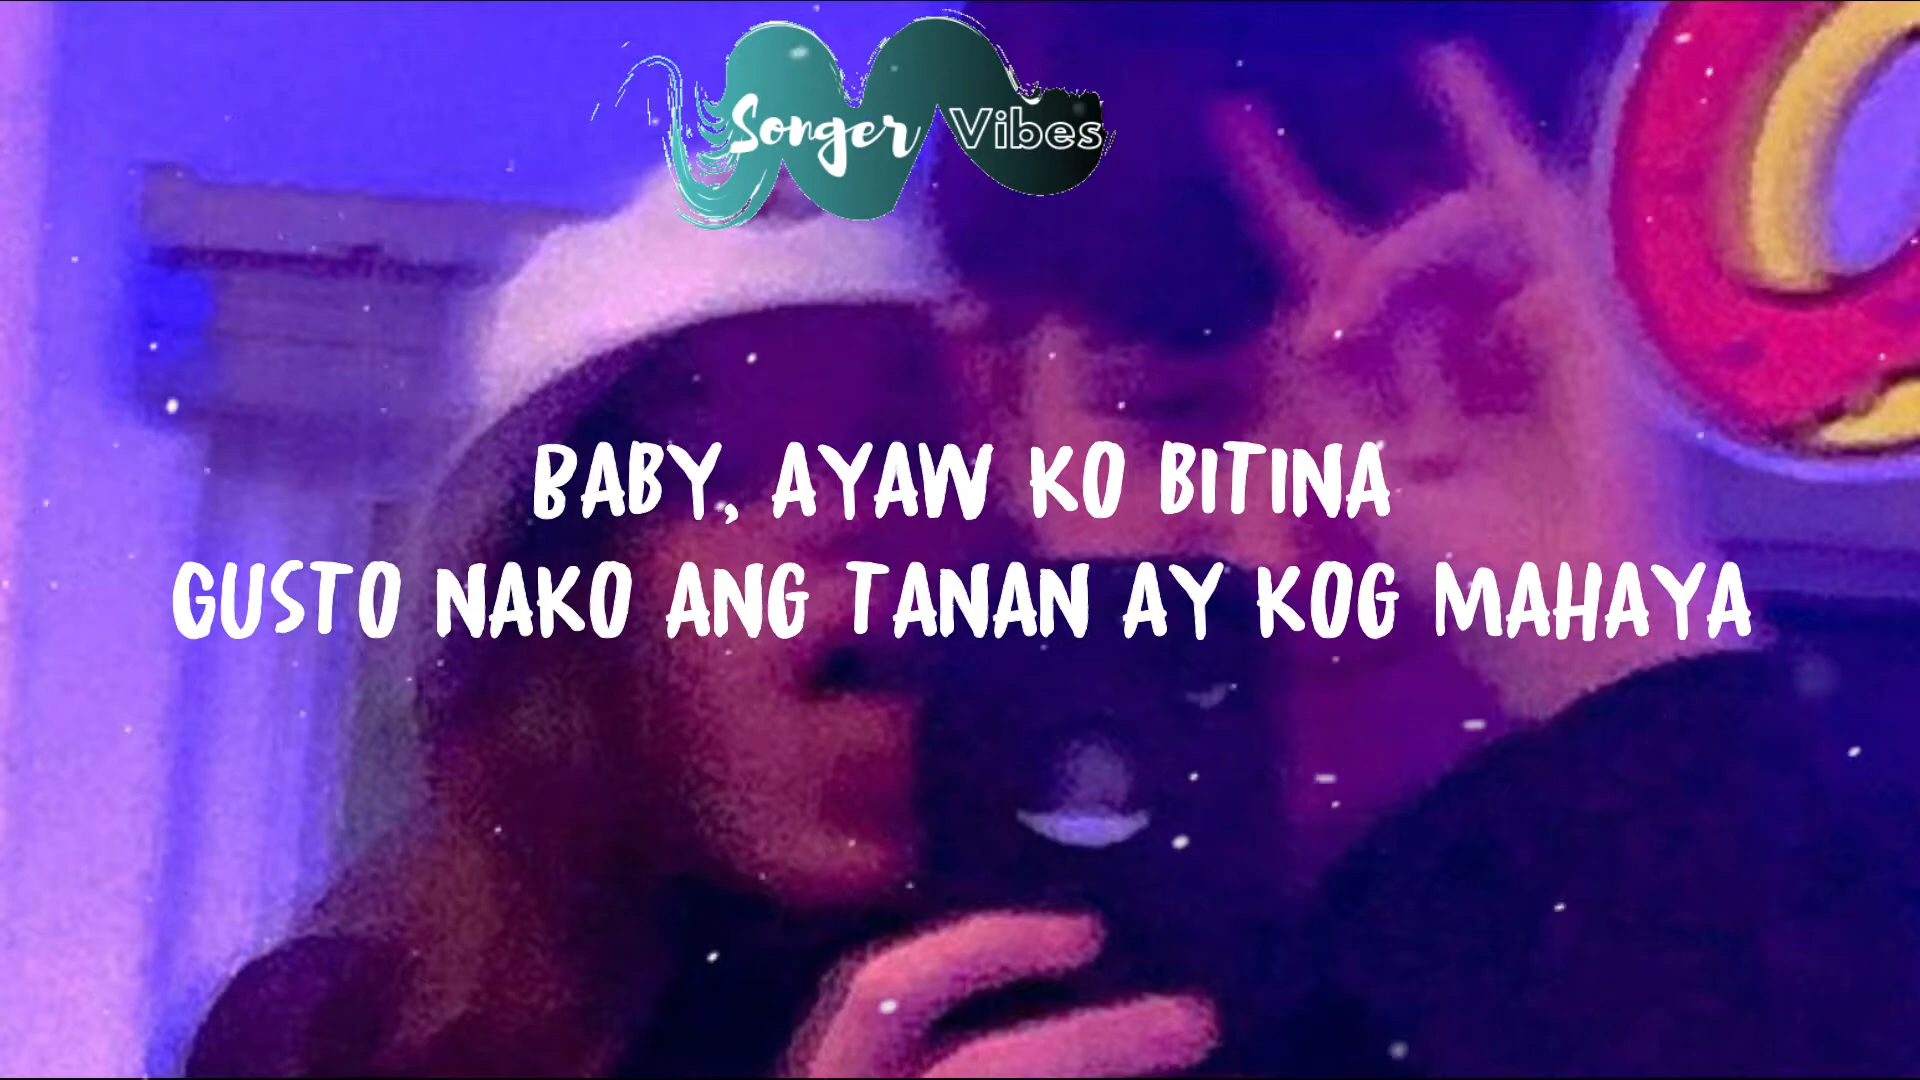 Songer Vibes
BABY, AYAW KO BITINA
GUSTO NAKO ANG TANAN AY KOG MAHAYA